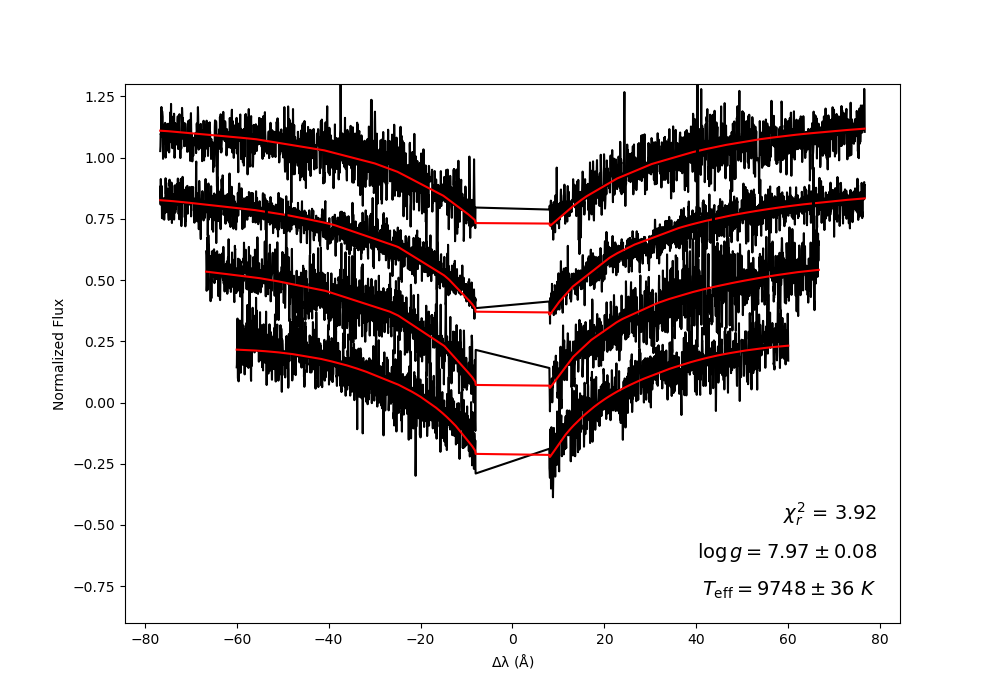 1.25
1.00
0.75
0.50
0.25
0.00
−0.25
−0.50
−0.75
Normalized Flux
χ²ᵣ = 3.92
log g = 7.97 ± 0.08
T_eff = 9748 ± 36 K
−80 −60 −40 −20 0 20 40 60 80
Δλ (Å)